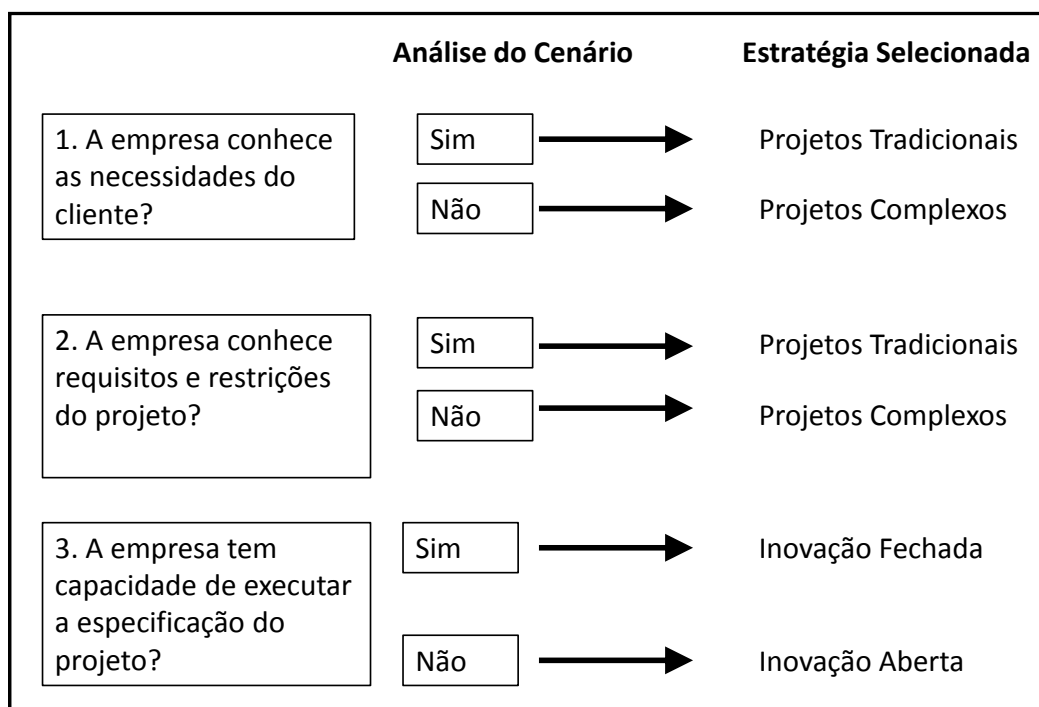 Análise do Cenário
Estratégia Selecionada
1. A empresa conhece
as necessidades do
cliente?
Sim
Projetos Tradicionais
Não
Projetos Complexos
2. A empresa conhece
requisitos e restrições
do projeto?
Sim
Projetos Tradicionais
Não
Projetos Complexos
3. A empresa tem
capacidade de executar
a especificação do
projeto?
Sim
Inovação Fechada
Não
Inovação Aberta